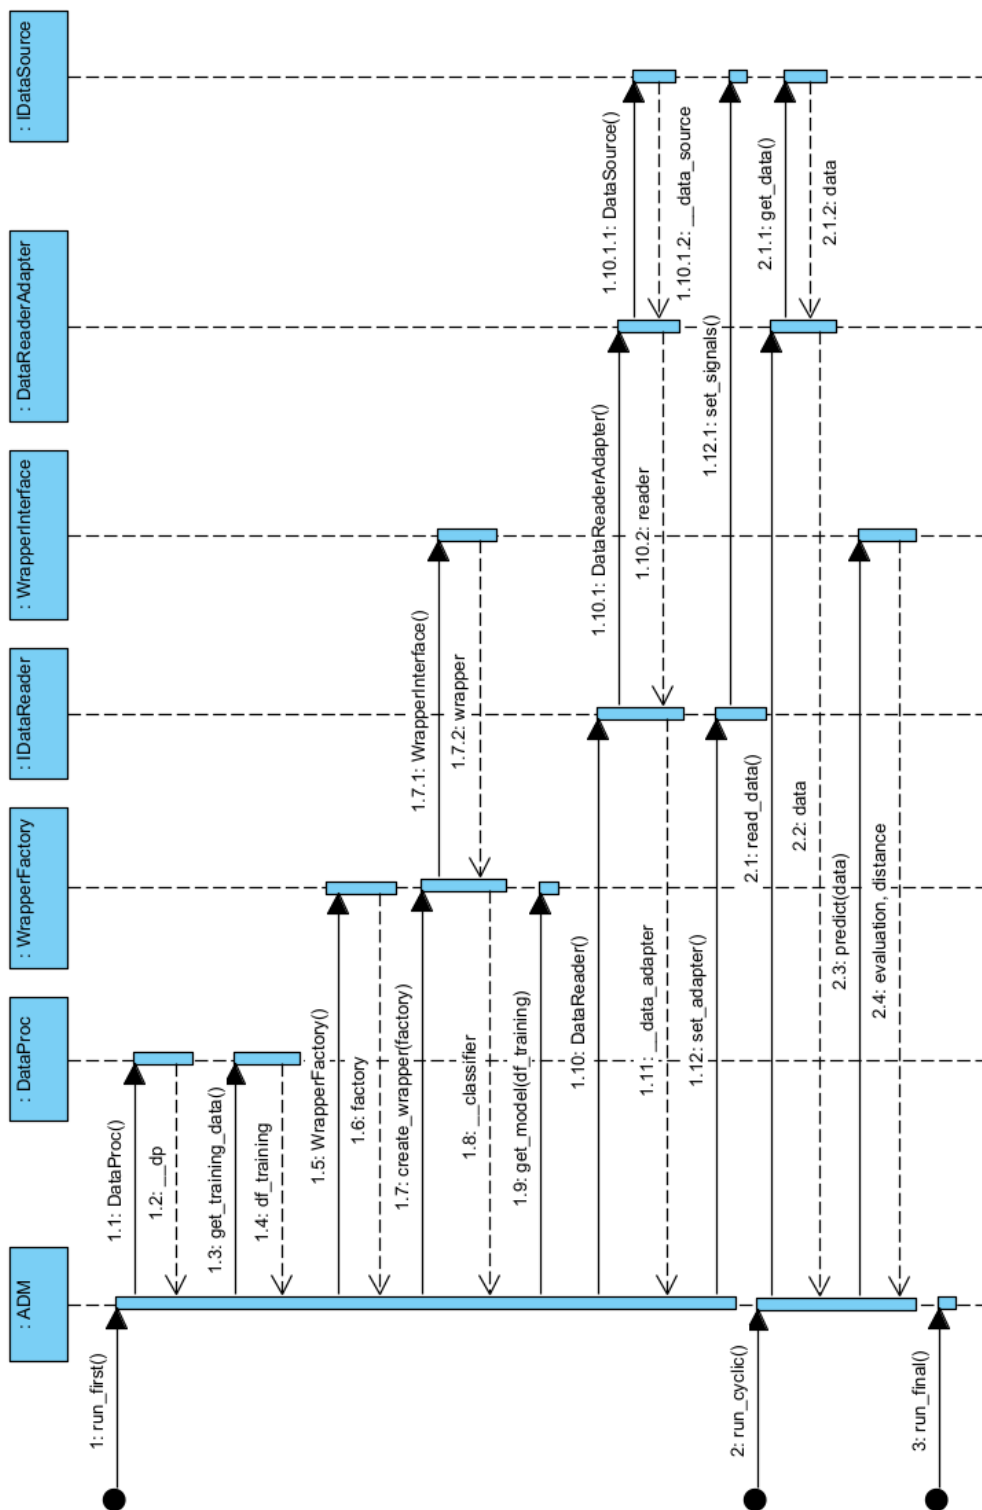 : ADM
: DataProc
: WrapperFactory
: IDataReader
: WrapperInterface
: DataReaderAdapter
: IDataSource
1: run_first()
1.1: DataProc()
1.2: __dp
1.3: get_training_data()
1.4: df_training
1.5: WrapperFactory()
1.6: factory
1.7: create_wrapper(factory)
1.7.1: WrapperInterface()
1.7.2: wrapper
1.8: __classifier
1.9: get_model(df_training)
1.10: DataReader()
1.10.1: DataReaderAdapter()
1.10.1.1: DataSource()
1.10.1.2: __data_source
1.10.2: reader
1.11: __data_adapter
1.12: set_adapter()
1.12.1: set_signals()
2: run_cyclic()
2.1: read_data()
2.1.1: get_data()
2.1.2: data
2.2: data
2.3: predict(data)
2.4: evaluation, distance
3: run_final()